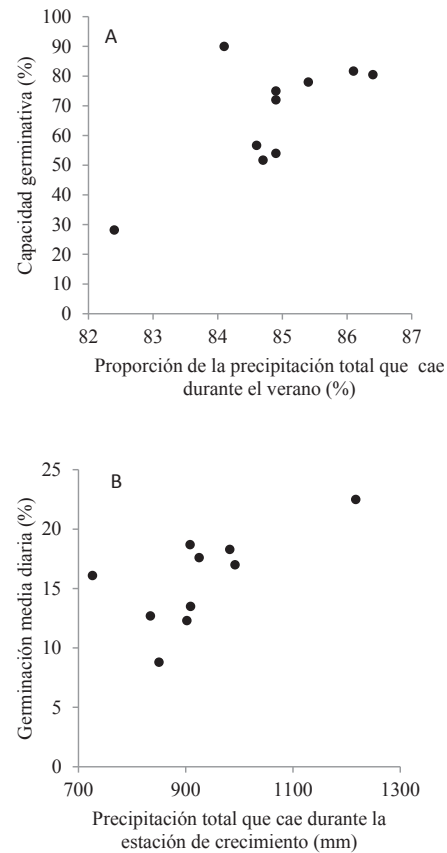 A
Capacidad germinativa (%)
100
90
80
70
60
50
40
30
20
10
0
82 83 84 85 86 87
Proporción de la precipitación total que cae
durante el verano (%)
B
Germinación media diaria (%)
25
20
15
10
5
0
700 900 1100 1300
Precipitación total que cae durante la
estación de crecimiento (mm)